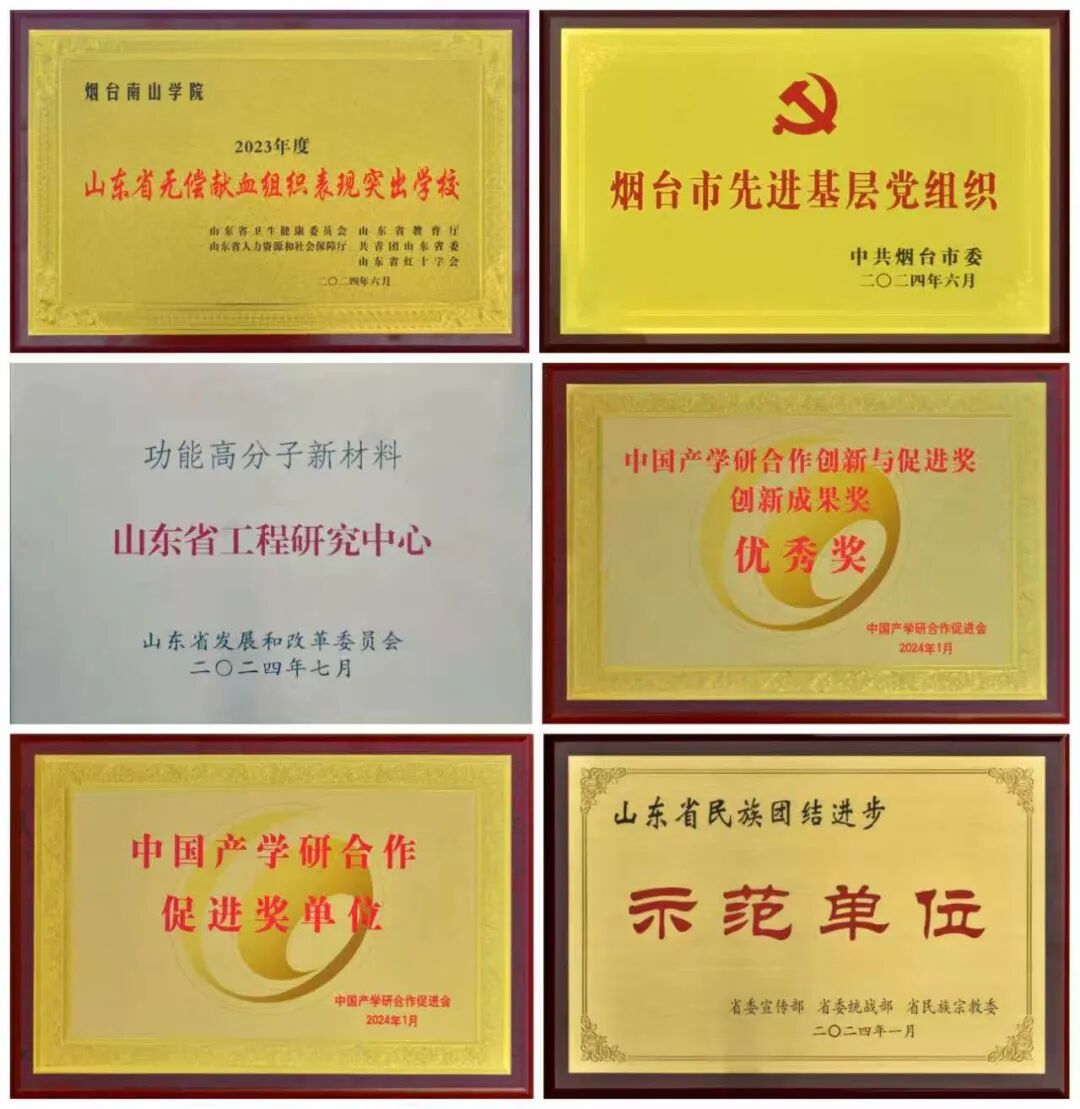 烟台南山学院
2023年度
山东省无偿献血组织表现突出学校
山东省卫生健康委员会 山东省教育厅
山东省人力资源和社会保障厅 共青团山东省委
山东省红十字会
二〇二四年六月
烟台市先进基层党组织
中共烟台市委
二〇二四年六月
功能高分子新材料
山东省工程研究中心
山东省发展和改革委员会
二〇二四年七月
中国产学研合作创新与促进奖
创新成果奖
优秀奖
中国产学研合作促进会
2024年1月
中国产学研合作
促进奖单位
中国产学研合作促进会
2024年1月
山东省民族团结进步
示范单位
省委宣传部 省委统战部 省民族宗教委
二〇二四年一月